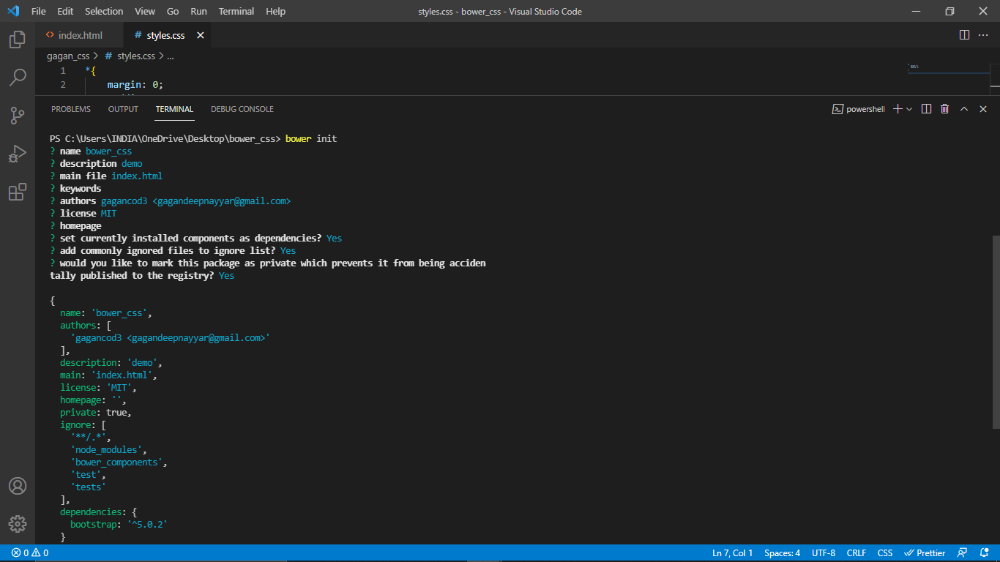 File Edit Selection View Go Run Terminal Help styles.css - bower_css - Visual Studio Code
<> index.html # styles.css
gagan_css > # styles.css > ...
1 *{
2 margin: 0;
PROBLEMS OUTPUT TERMINAL DEBUG CONSOLE powershell
PS C:\Users\INDIA\OneDrive\Desktop\bower_css> bower init
? name bower_css
? description demo
? main file index.html
? keywords
? authors gagancod3 <gagandeepnayyar@gmail.com>
? license MIT
? homepage
? set currently installed components as dependencies? Yes
? add commonly ignored files to ignore list? Yes
? would you like to mark this package as private which prevents it from being acciden
tally published to the registry? Yes
{
name: 'bower_css',
authors: [
'gagancod3 <gagandeepnayyar@gmail.com>'
],
description: 'demo',
main: 'index.html',
license: 'MIT',
homepage: '',
private: true,
ignore: [
'**/.*',
'node_modules',
'bower_components',
'test',
'tests'
],
dependencies: {
bootstrap: '^5.0.2'
}
0 0 Ln 7, Col 1 Spaces: 4 UTF-8 CRLF CSS Prettier